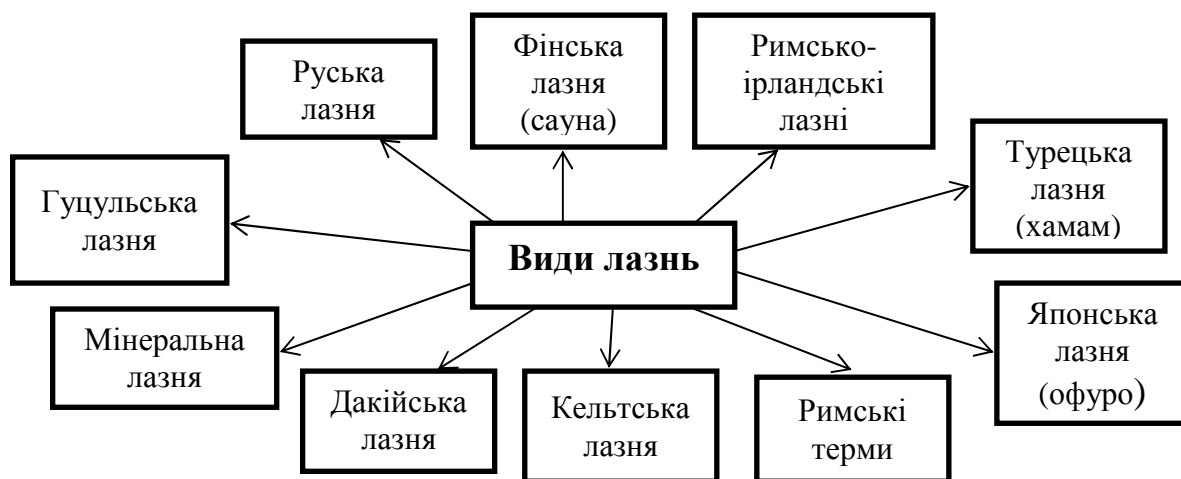 Руська
лазня
Фінська
лазня
(сауна)
Римсько-
ірландські
лазні
Турецька
лазня
(хамам)
Гуцульська
лазня
Види лазнь
Мінеральна
лазня
Дакійська
лазня
Кельтська
лазня
Римські
терми
Японська
лазня
(офуро)